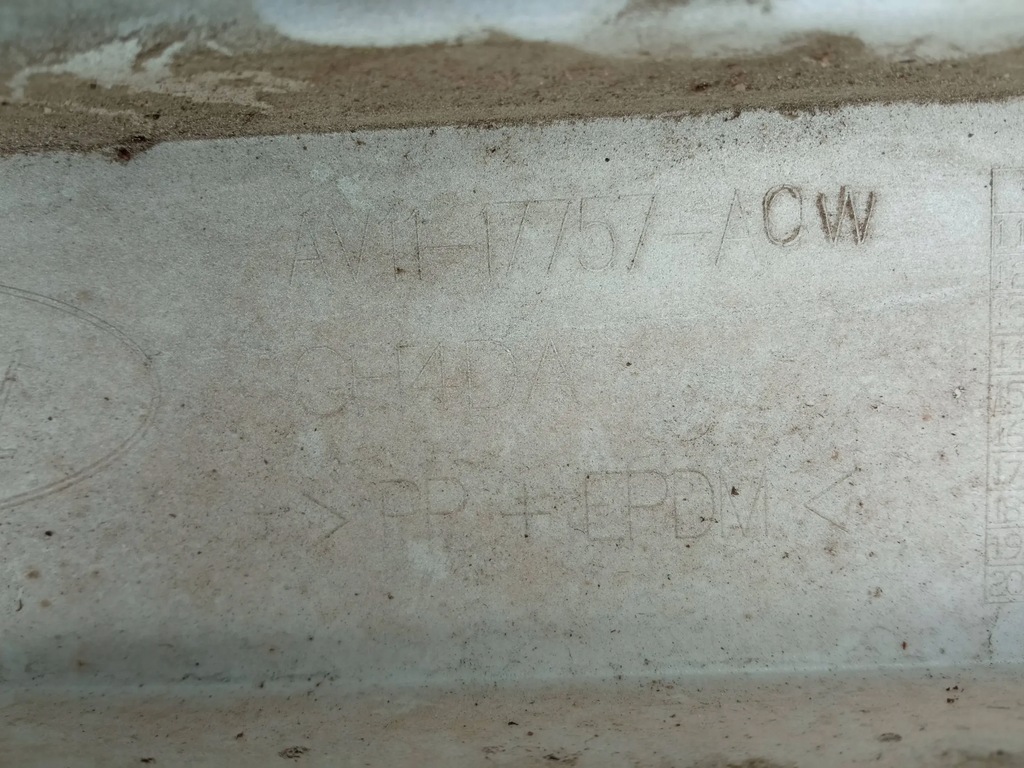 AV11-17757-ACW
GH4DA
> PP + EPDM <